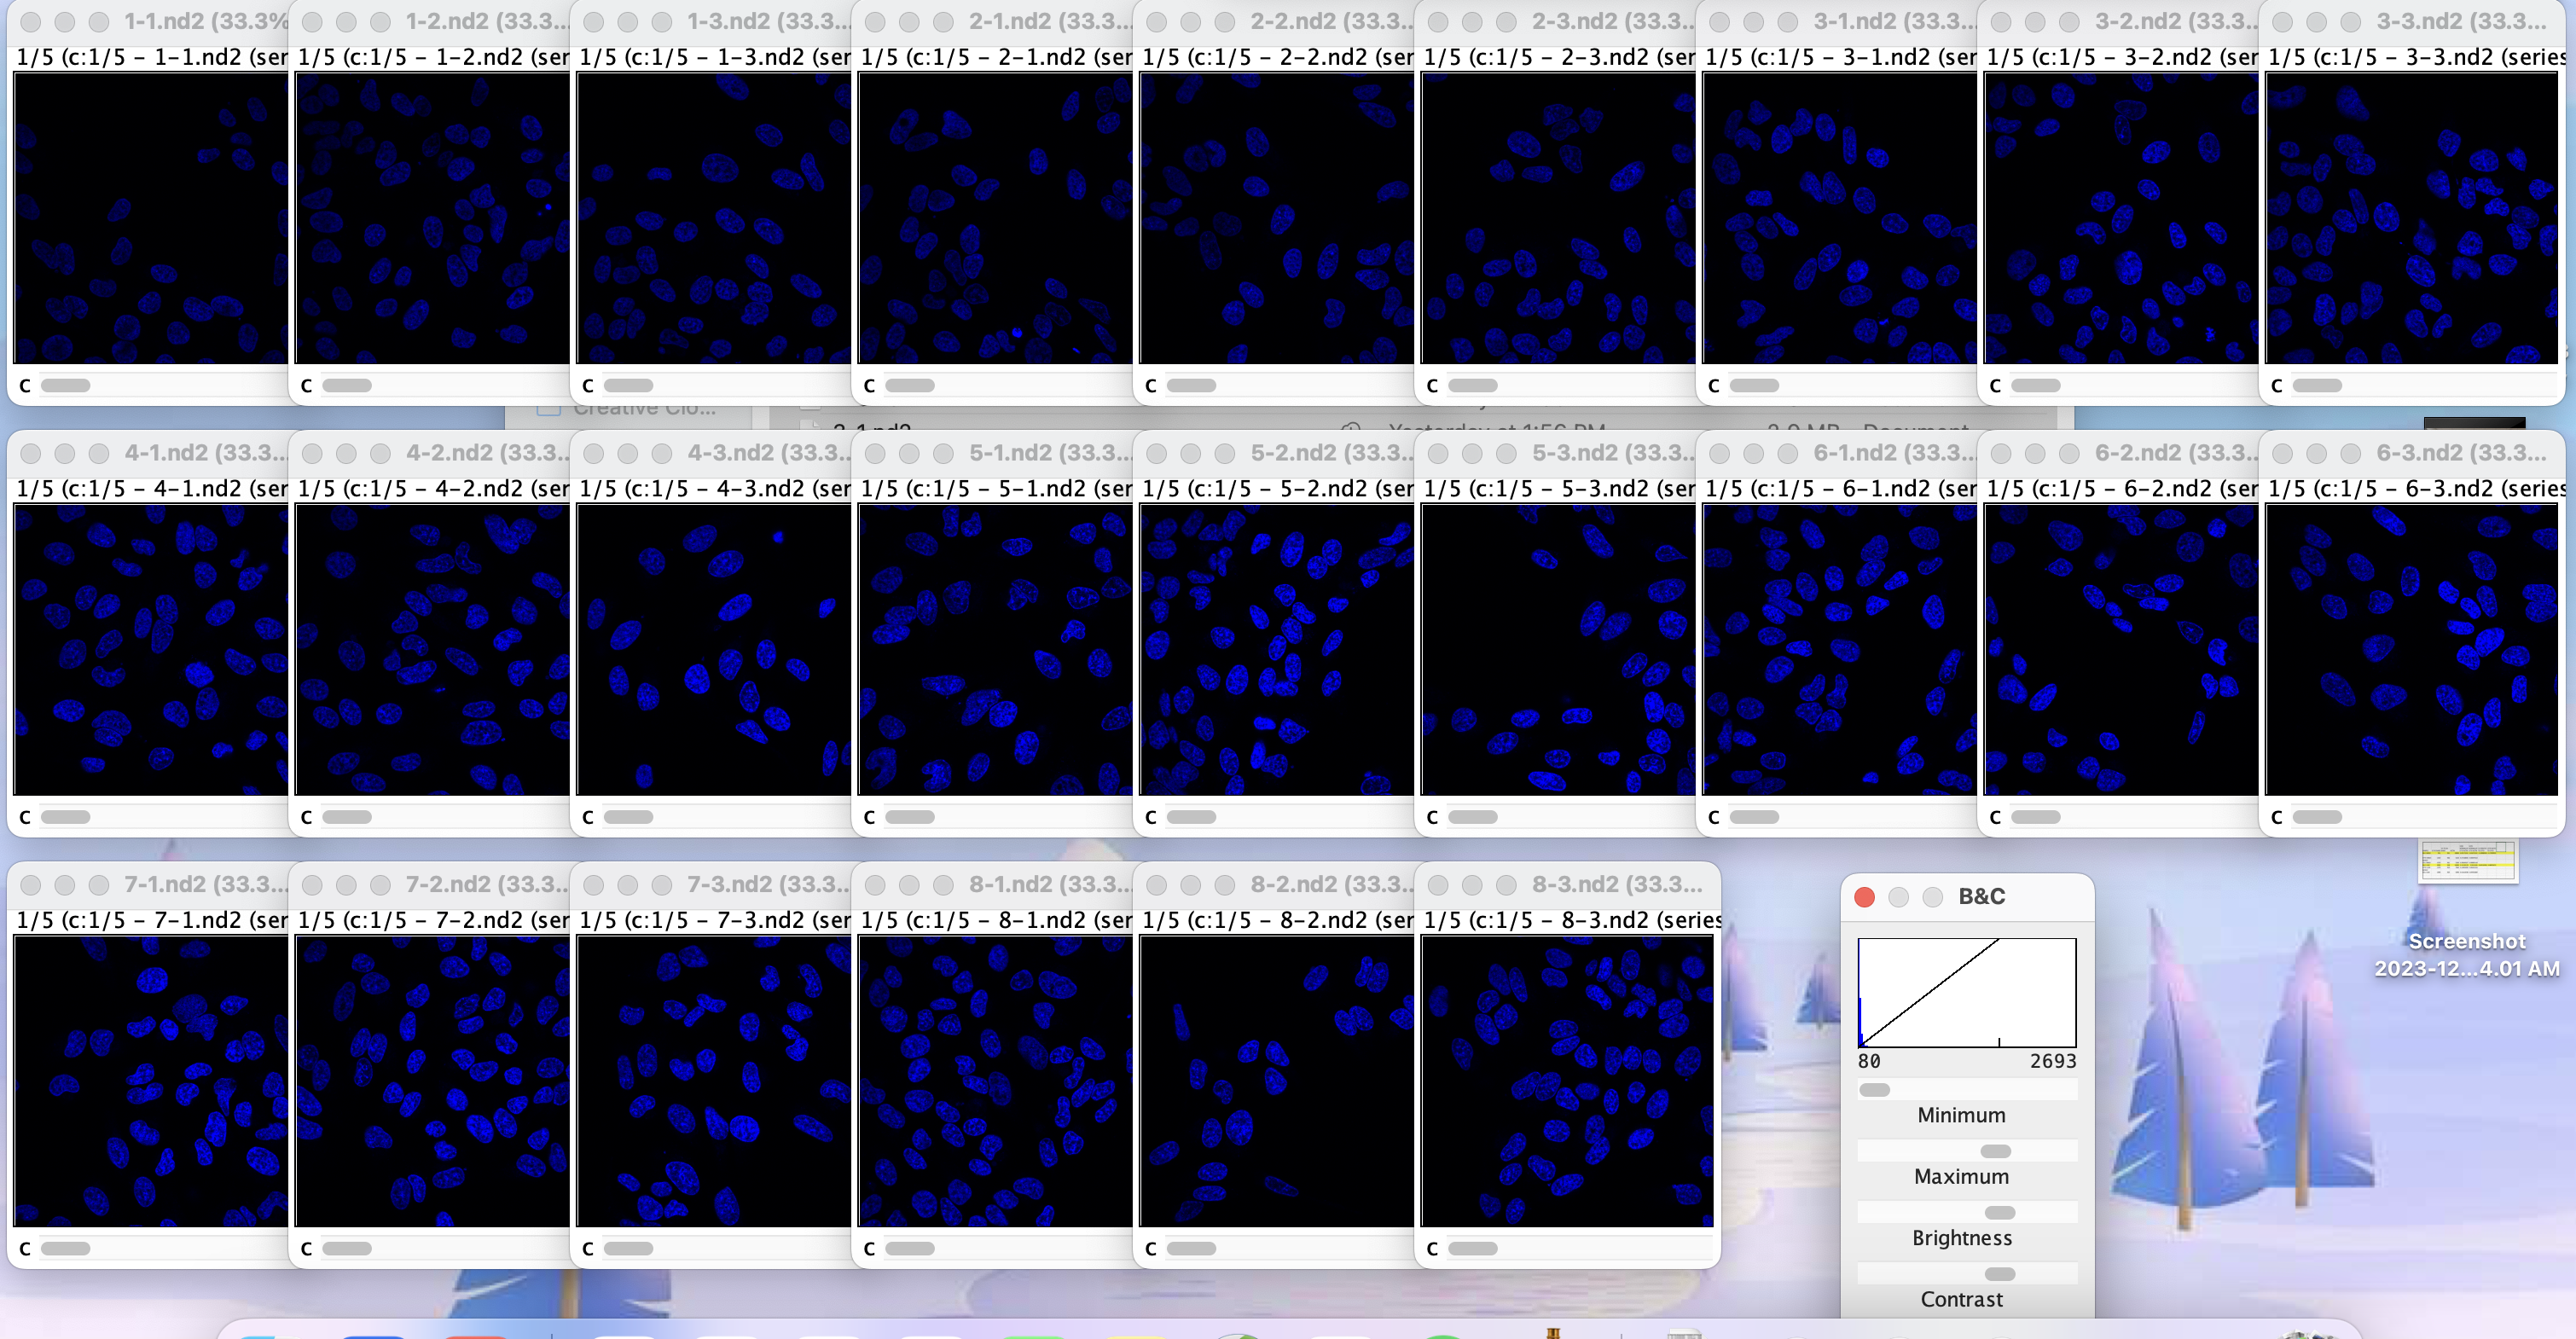 1-1.nd2 (33.3%
1-2.nd2 (33.3...
1-3.nd2 (33.3...
2-1.nd2 (33.3...
2-2.nd2 (33.3...
2-3.nd2 (33.3...
3-1.nd2 (33.3...
3-2.nd2 (33.3...
3-3.nd2 (33.3...
1/5 (c:1/5 - 1-1.nd2 (ser
1/5 (c:1/5 - 1-2.nd2 (ser
1/5 (c:1/5 - 1-3.nd2 (ser
1/5 (c:1/5 - 2-1.nd2 (ser
1/5 (c:1/5 - 2-2.nd2 (ser
1/5 (c:1/5 - 2-3.nd2 (ser
1/5 (c:1/5 - 3-1.nd2 (ser
1/5 (c:1/5 - 3-2.nd2 (ser
1/5 (c:1/5 - 3-3.nd2 (series
c
c
c
c
c
c
c
c
c
Creative Clo...
Yesterday at 1:56 PM
Document
4-1.nd2 (33.3...
4-2.nd2 (33.3...
4-3.nd2 (33.3...
5-1.nd2 (33.3...
5-2.nd2 (33.3...
5-3.nd2 (33.3...
6-1.nd2 (33.3...
6-2.nd2 (33.3...
6-3.nd2 (33.3...
1/5 (c:1/5 - 4-1.nd2 (ser
1/5 (c:1/5 - 4-2.nd2 (ser
1/5 (c:1/5 - 4-3.nd2 (ser
1/5 (c:1/5 - 5-1.nd2 (ser
1/5 (c:1/5 - 5-2.nd2 (ser
1/5 (c:1/5 - 5-3.nd2 (ser
1/5 (c:1/5 - 6-1.nd2 (ser
1/5 (c:1/5 - 6-2.nd2 (ser
1/5 (c:1/5 - 6-3.nd2 (series
c
c
c
c
c
c
c
c
c
7-1.nd2 (33.3...
7-2.nd2 (33.3...
7-3.nd2 (33.3...
8-1.nd2 (33.3...
8-2.nd2 (33.3...
8-3.nd2 (33.3...
1/5 (c:1/5 - 7-1.nd2 (ser
1/5 (c:1/5 - 7-2.nd2 (ser
1/5 (c:1/5 - 7-3.nd2 (ser
1/5 (c:1/5 - 8-1.nd2 (ser
1/5 (c:1/5 - 8-2.nd2 (ser
1/5 (c:1/5 - 8-3.nd2 (series
c
c
c
c
c
c
B&C
80 2693
Minimum
Maximum
Brightness
Contrast
Screenshot
2023-12...4.01 AM